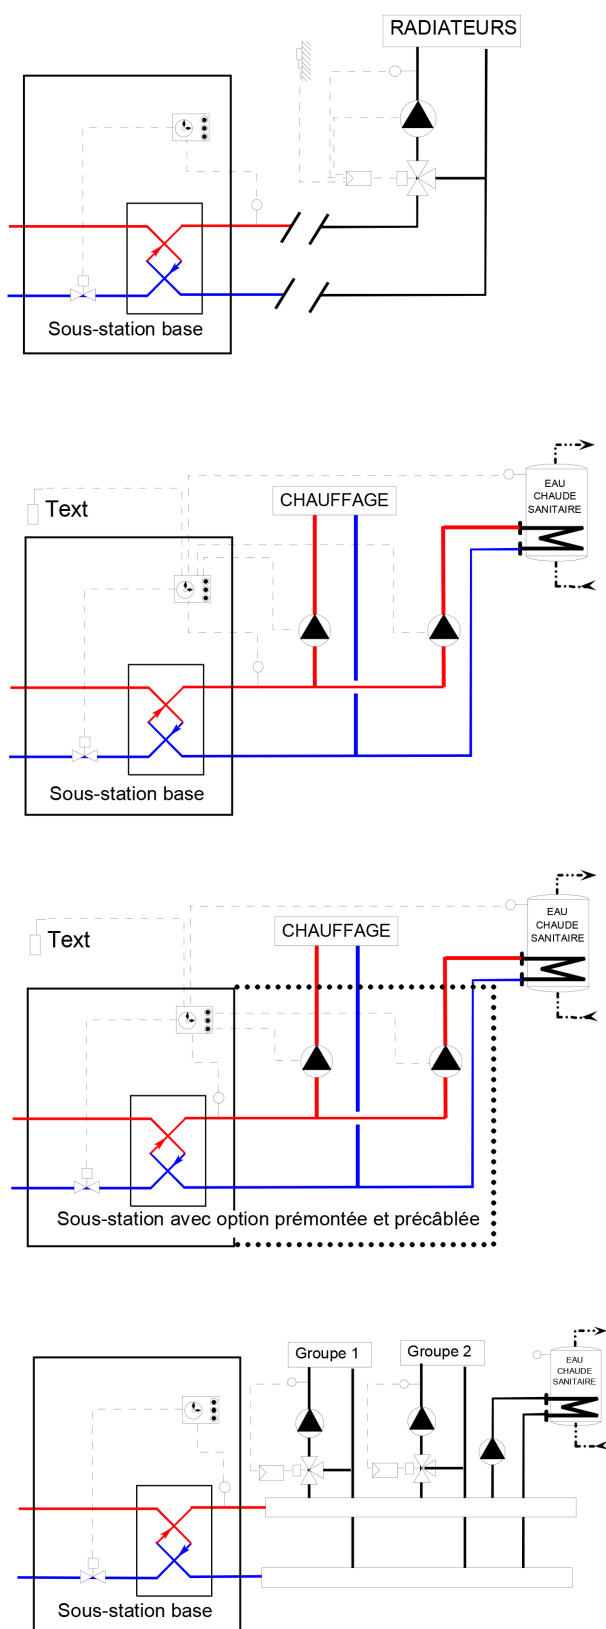 RADIATEURS
Sous-station base
EAU
CHAUDE
SANITAIRE
CHAUFFAGE
Text
Sous-station base
EAU
CHAUDE
SANITAIRE
CHAUFFAGE
Text
Sous-station avec option prémontée et précâblée
Groupe 1
Groupe 2
EAU
CHAUDE
SANITAIRE
Sous-station base